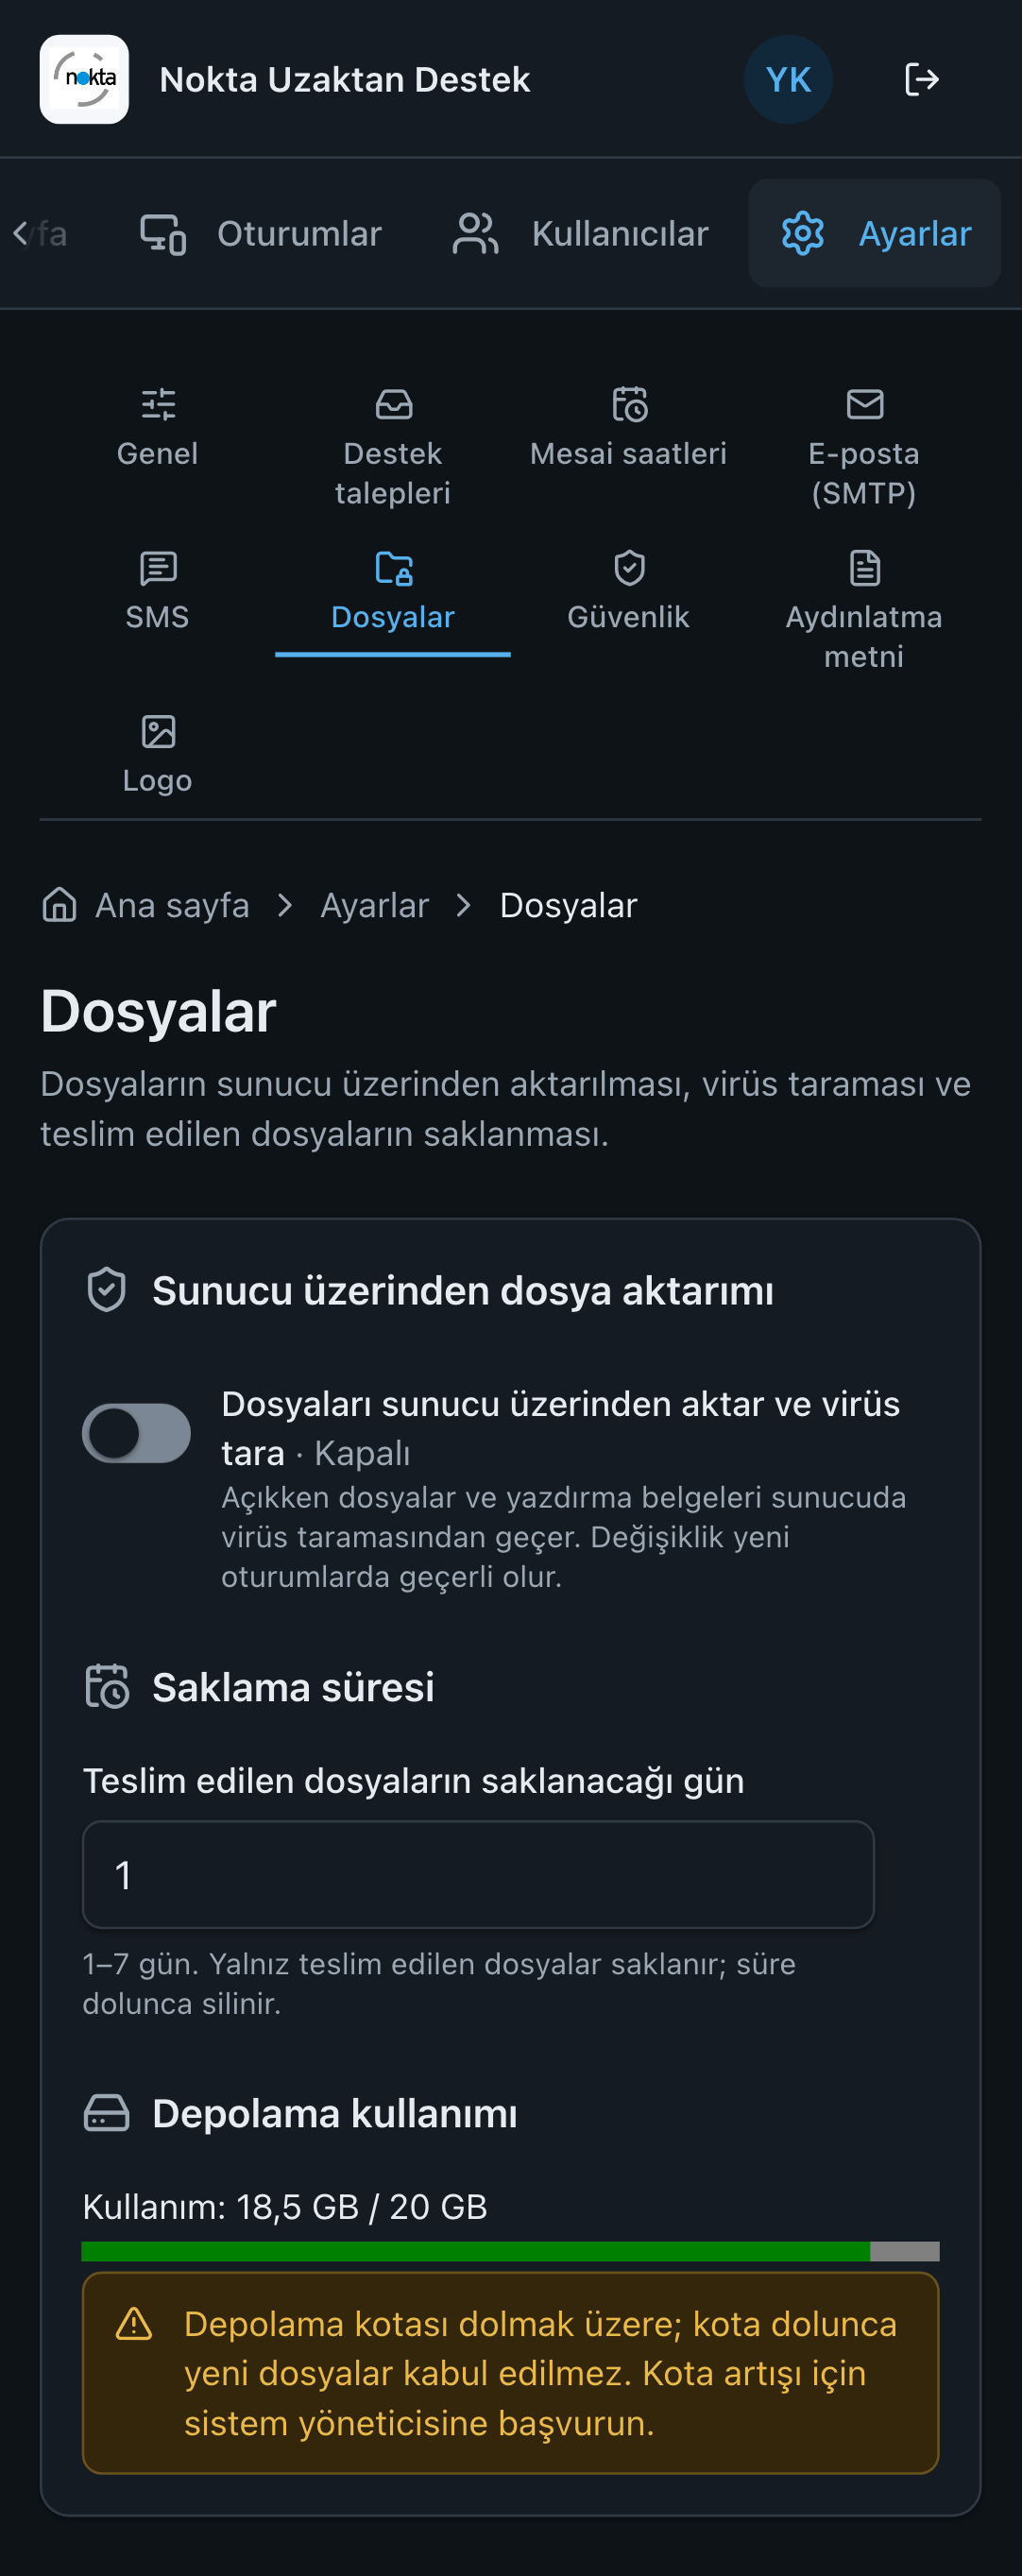 nokta
Nokta Uzaktan Destek
YK
yfa
Oturumlar
Kullanıcılar
Ayarlar
Genel
Destek
talepleri
Mesai saatleri
E-posta
(SMTP)
SMS
Dosyalar
Güvenlik
Aydınlatma
metni
Logo
Ana sayfa > Ayarlar > Dosyalar
Dosyalar
Dosyaların sunucu üzerinden aktarılması, virüs taraması ve
teslim edilen dosyaların saklanması.
Sunucu üzerinden dosya aktarımı
Dosyaları sunucu üzerinden aktar ve virüs
tara · Kapalı
Açıkken dosyalar ve yazdırma belgeleri sunucuda
virüs taramasından geçer. Değişiklik yeni
oturumlarda geçerli olur.
Saklama süresi
Teslim edilen dosyaların saklanacağı gün
1
1–7 gün. Yalnız teslim edilen dosyalar saklanır; süre
dolunca silinir.
Depolama kullanımı
Kullanım: 18,5 GB / 20 GB
Depolama kotası dolmak üzere; kota dolunca
yeni dosyalar kabul edilmez. Kota artışı için
sistem yöneticisine başvurun.